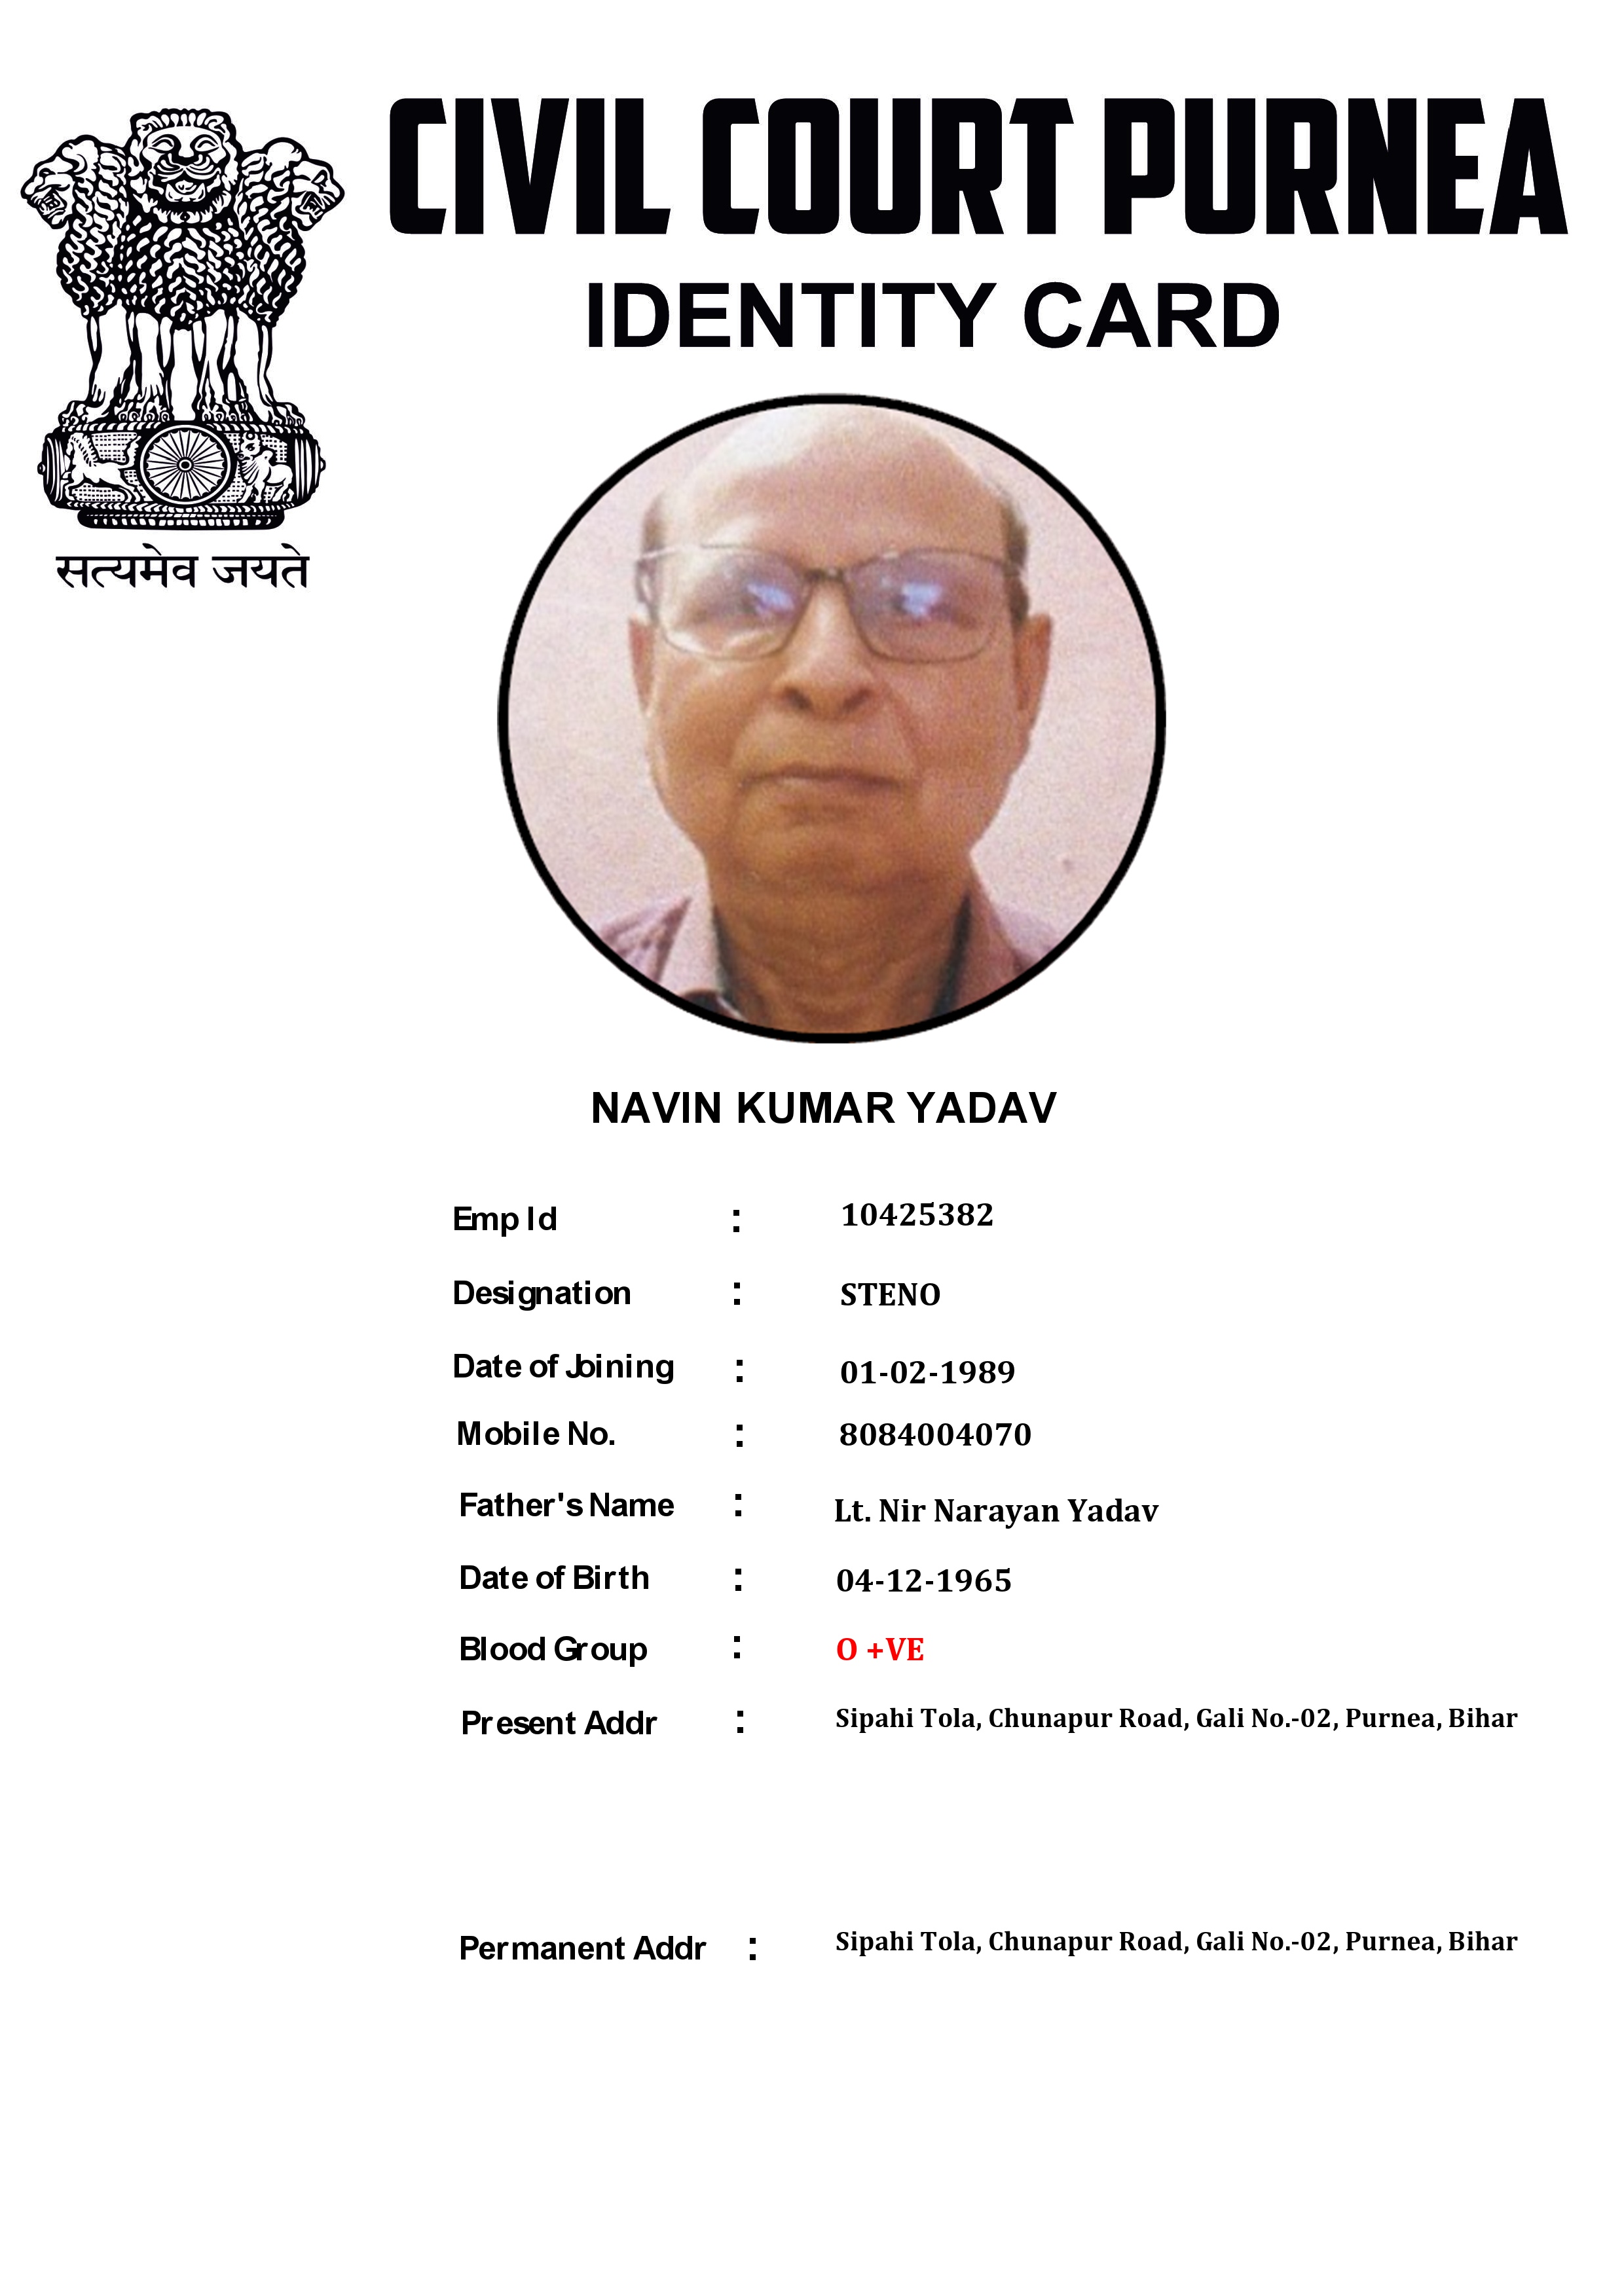 CIVIL COURT PURNEA
IDENTITY CARD
सत्यमेव जयते
NAVIN KUMAR YADAV
Emp Id : 10425382
Designation : STENO
Date of Joining : 01-02-1989
Mobile No. : 8084004070
Father's Name : Lt. Nir Narayan Yadav
Date of Birth : 04-12-1965
Blood Group : O +VE
Present Addr : Sipahi Tola, Chunapur Road, Gali No.-02, Purnea, Bihar
Permanent Addr : Sipahi Tola, Chunapur Road, Gali No.-02, Purnea, Bihar